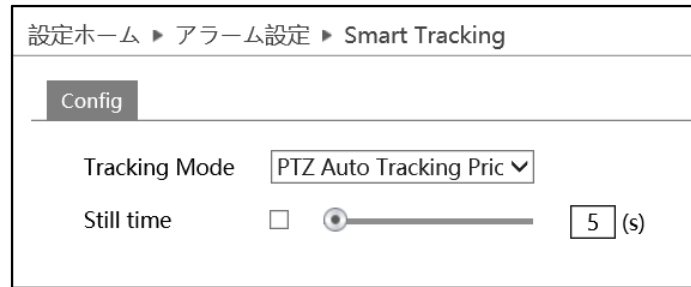 設定ホーム ▶ アラーム設定 ▶ Smart Tracking
Config
Tracking Mode PTZ Auto Tracking Pric
Still time 5 (s)